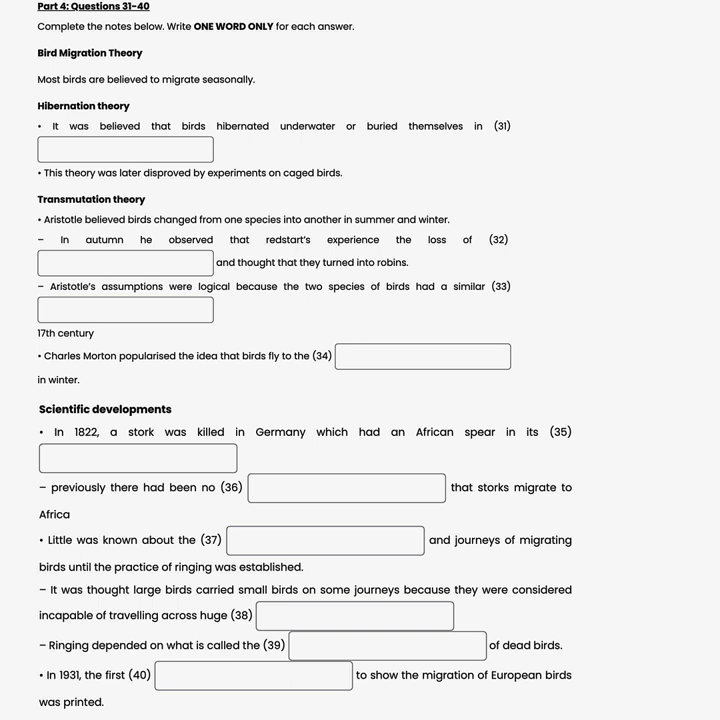 Part 4: Questions 31-40
Complete the notes below. Write ONE WORD ONLY for each answer.
Bird Migration Theory
Most birds are believed to migrate seasonally.
Hibernation theory
• It was believed that birds hibernated underwater or buried themselves in (31)
• This theory was later disproved by experiments on caged birds.
Transmutation theory
• Aristotle believed birds changed from one species into another in summer and winter.
– In autumn he observed that redstart's experience the loss of (32)
and thought that they turned into robins.
– Aristotle's assumptions were logical because the two species of birds had a similar (33)
17th century
• Charles Morton popularised the idea that birds fly to the (34)
in winter.
Scientific developments
• In 1822, a stork was killed in Germany which had an African spear in its (35)
– previously there had been no (36) that storks migrate to
Africa
• Little was known about the (37) and journeys of migrating
birds until the practice of ringing was established.
– It was thought large birds carried small birds on some journeys because they were considered
incapable of travelling across huge (38)
– Ringing depended on what is called the (39) of dead birds.
• In 1931, the first (40) to show the migration of European birds
was printed.